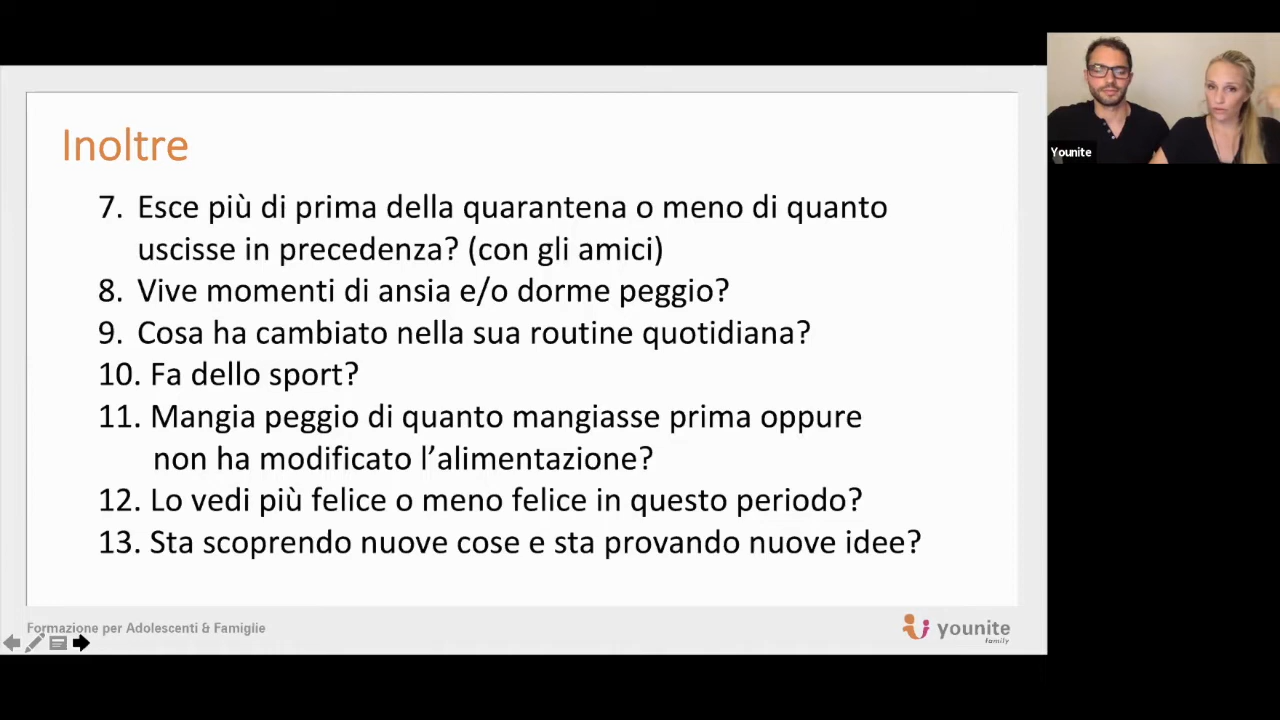 Inoltre
7. Esce più di prima della quarantena o meno di quanto
uscisse in precedenza? (con gli amici)
8. Vive momenti di ansia e/o dorme peggio?
9. Cosa ha cambiato nella sua routine quotidiana?
10. Fa dello sport?
11. Mangia peggio di quanto mangiasse prima oppure
non ha modificato l’alimentazione?
12. Lo vedi più felice o meno felice in questo periodo?
13. Sta scoprendo nuove cose e sta provando nuove idee?
Formazione per Adolescenti & Famiglie
younite
family
Younite